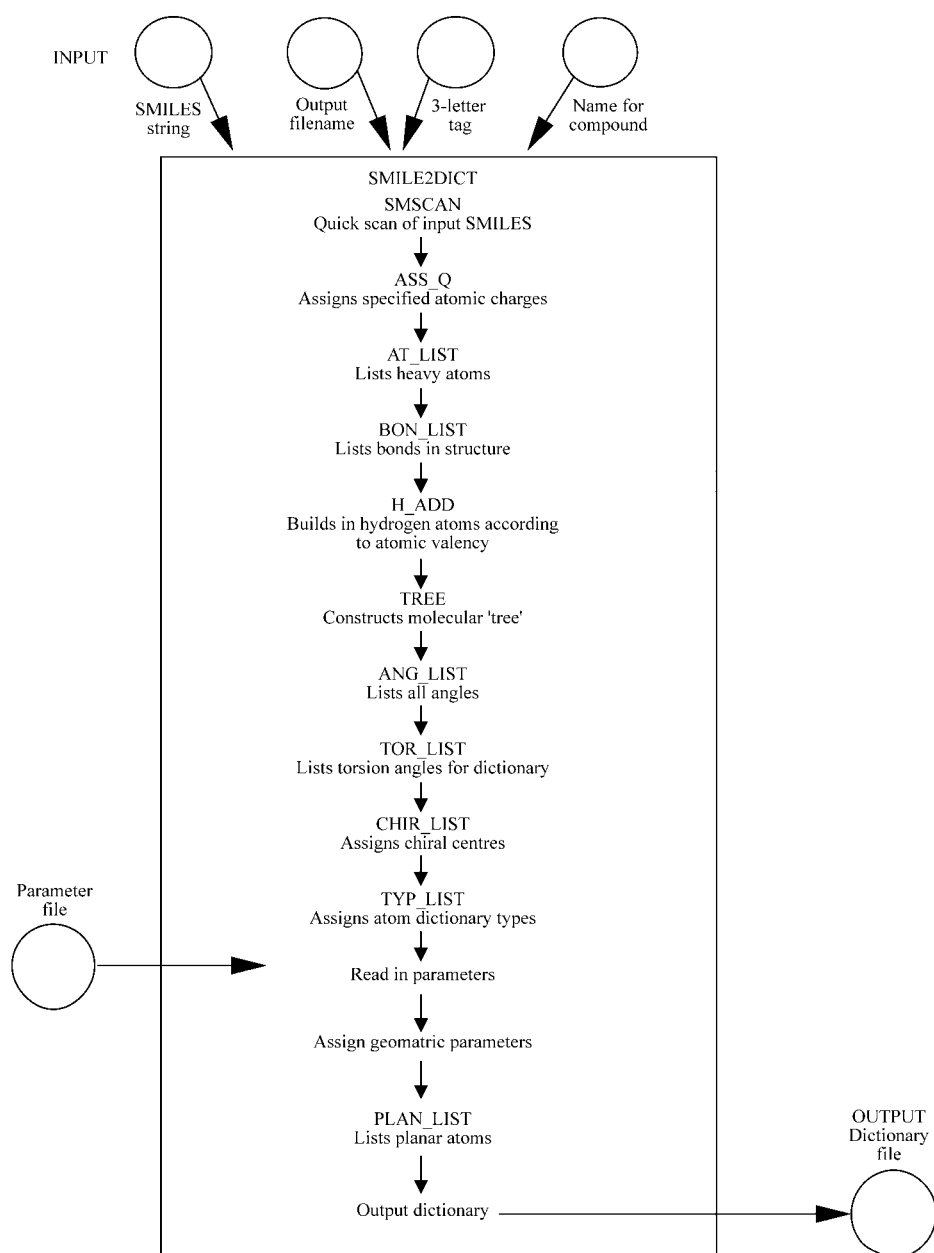 INPUT
SMILES
string
Output
filename
3-letter
tag
Name for
compound
SMILE2DICT
SMSCAN
Quick scan of input SMILES
ASS_Q
Assigns specified atomic charges
AT_LIST
Lists heavy atoms
BON_LIST
Lists bonds in structure
H_ADD
Builds in hydrogen atoms according
to atomic valency
TREE
Constructs molecular 'tree'
ANG_LIST
Lists all angles
TOR_LIST
Lists torsion angles for dictionary
CHIR_LIST
Assigns chiral centres
Parameter
file
TYP_LIST
Assigns atom dictionary types
Read in parameters
Assign geomatric parameters
PLAN_LIST
Lists planar atoms
OUTPUT
Dictionary
file
Output dictionary